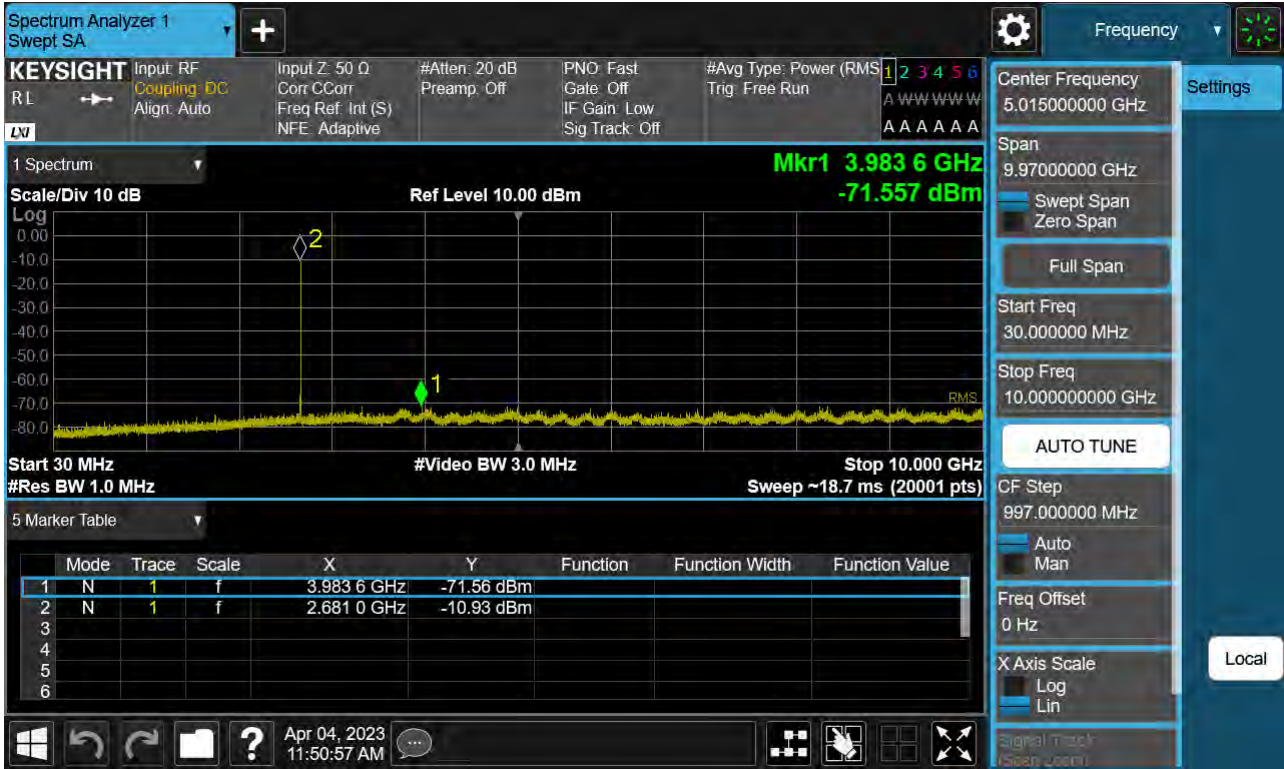 Spectrum Analyzer 1
Swept SA
+
Frequency
KEYSIGHT
RL
LXI
Input: RF
Coupling: DC
Align: Auto
Input Z: 50 Ω
Corr CCorr
Freq Ref: Int (S)
NFE: Adaptive
#Atten: 20 dB
Preamp: Off
PNO: Fast
Gate: Off
IF Gain: Low
Sig Track: Off
#Avg Type: Power (RMS
Trig: Free Run
1 2 3 4 5 6
A W W W W W
A A A A A A
1 Spectrum
Mkr1 3.983 6 GHz
-71.557 dBm
Scale/Div 10 dB
Ref Level 10.00 dBm
Log
0.00
-10.0
-20.0
-30.0
-40.0
-50.0
-60.0
-70.0
-80.0
2
1
RMS
Start 30 MHz
#Video BW 3.0 MHz
Stop 10.000 GHz
#Res BW 1.0 MHz
Sweep ~18.7 ms (20001 pts)
5 Marker Table
Mode Trace Scale X Y Function Function Width Function Value
1 N 1 f 3.983 6 GHz -71.56 dBm
2 N 1 f 2.681 0 GHz -10.93 dBm
3
4
5
6
?
Apr 04, 2023
11:50:57 AM
Center Frequency
5.015000000 GHz
Span
9.97000000 GHz
Swept Span
Zero Span
Full Span
Start Freq
30.000000 MHz
Stop Freq
10.000000000 GHz
AUTO TUNE
CF Step
997.000000 MHz
Auto
Man
Freq Offset
0 Hz
X Axis Scale
Log
Lin
Signal Track
(Span Zoom)
Settings
Local